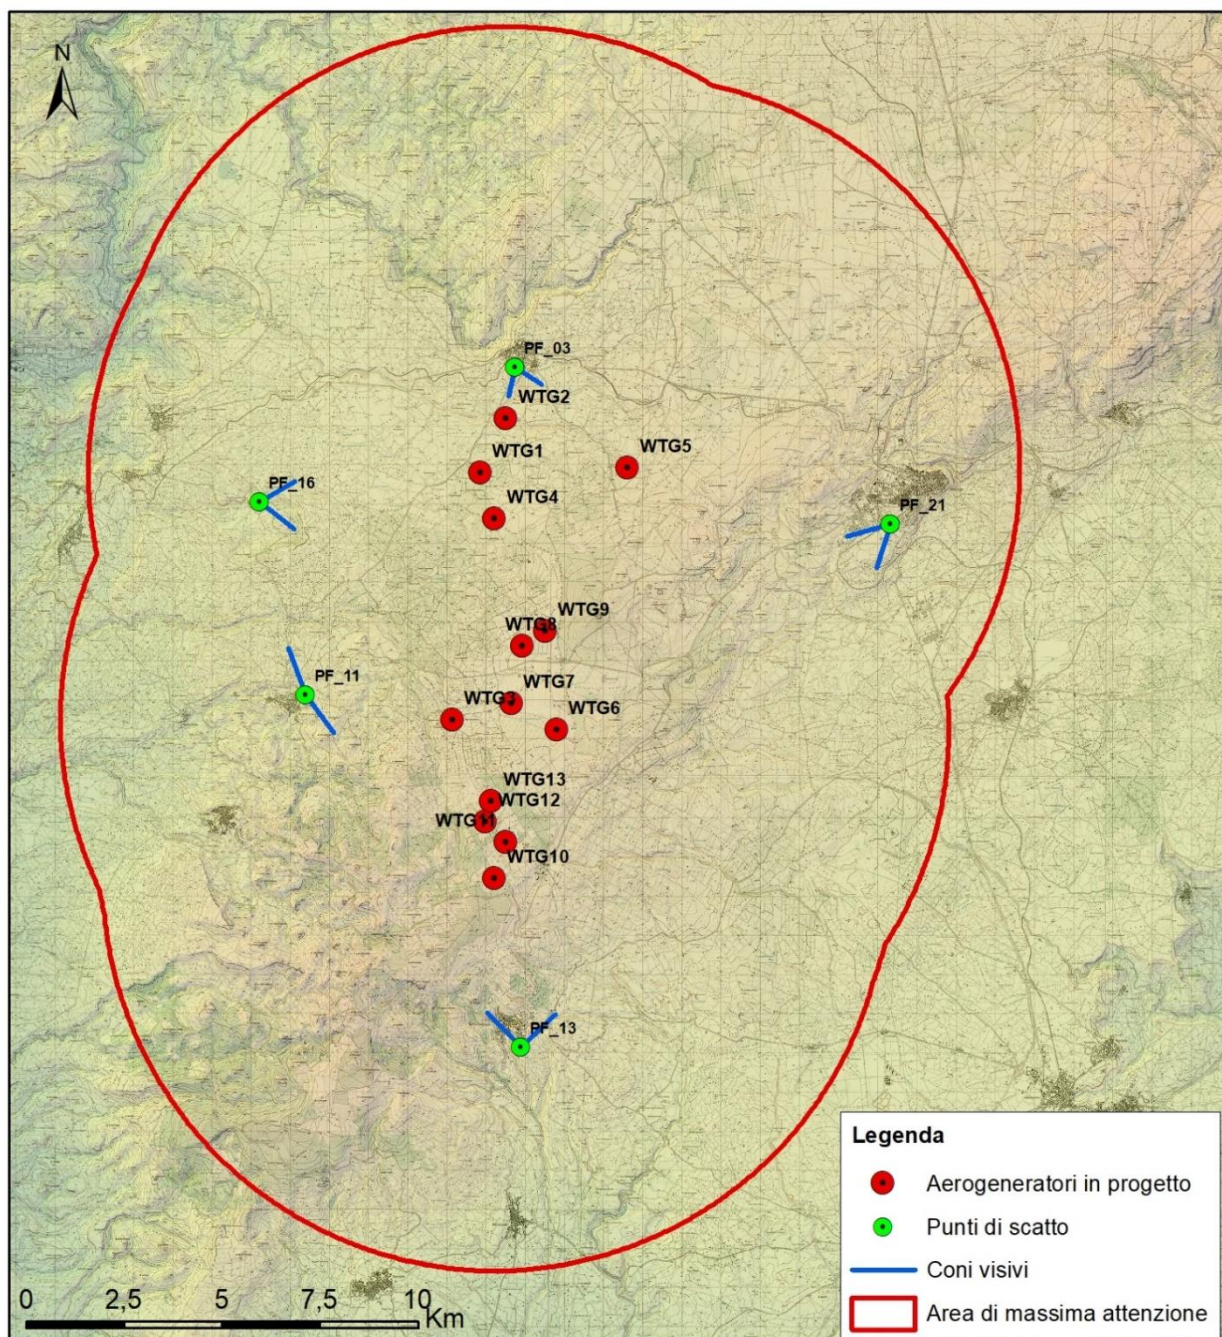 N
PF_03
WTG2
WTG5
WTG1
PF_16
WTG4
PF_21
WTG9
WTG8
PF_11
WTG7
WTG3
WTG6
WTG13
WTG12
WTG11
WTG10
PF_13
Legenda
Aerogeneratori in progetto
Punti di scatto
Coni visivi
Area di massima attenzione
0 2,5 5 7,5 10
Km